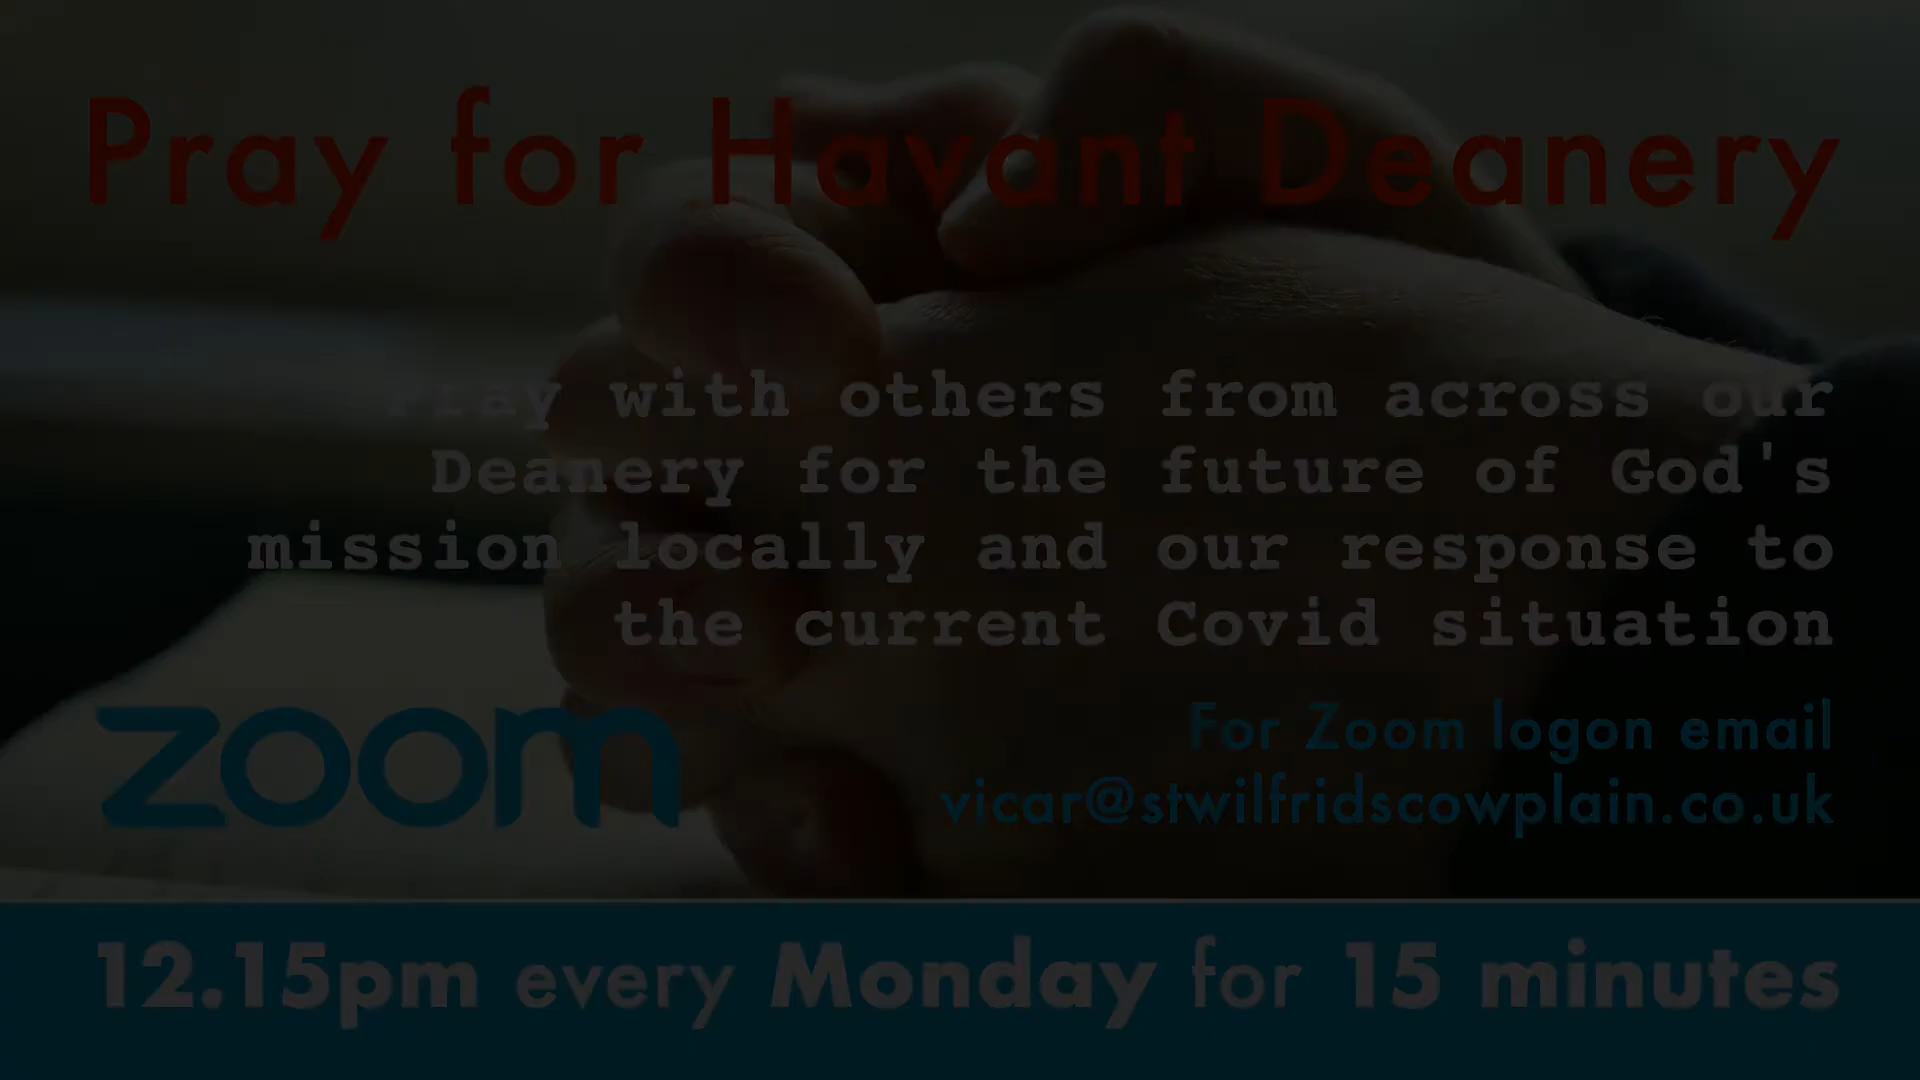 Pray for Havant Deanery
Pray with others from across our
Deanery for the future of God's
mission locally and our response to
the current Covid situation
zoom
For Zoom logon email
vicar@stwilfridscowplain.co.uk
12.15pm every Monday for 15 minutes